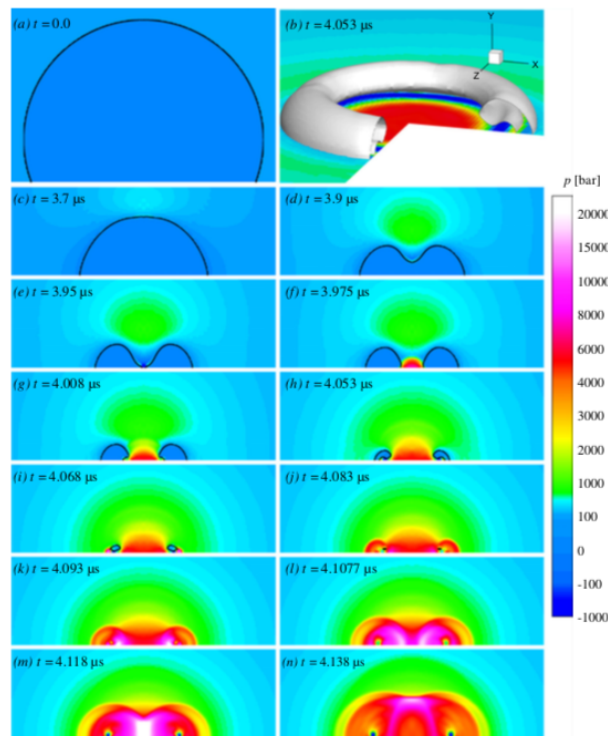 (a) t = 0.0
(b) t = 4.053 μs
Y
X
Z
p [bar]
(c) t = 3.7 μs
(d) t = 3.9 μs
(e) t = 3.95 μs
(f) t = 3.975 μs
(g) t = 4.008 μs
(h) t = 4.053 μs
(i) t = 4.068 μs
(j) t = 4.083 μs
(k) t = 4.093 μs
(l) t = 4.1077 μs
(m) t = 4.118 μs
(n) t = 4.138 μs
20000
15000
10000
8000
7000
6000
5000
4000
3000
2000
1000
100
0
-100
-1000